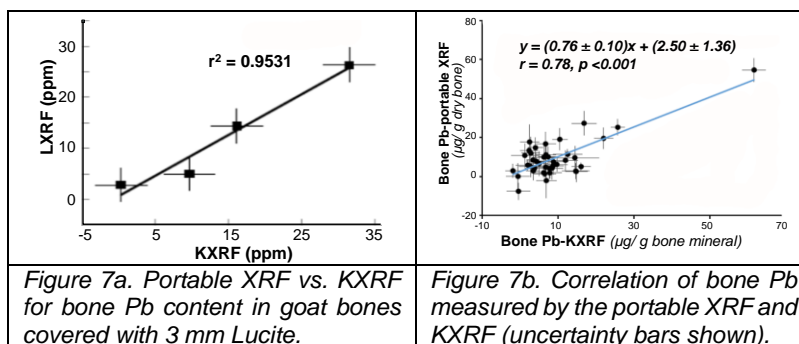 30
20
10
0
-5
5
15
25
35
LXRF (ppm)
KXRF (ppm)
r² = 0.9531
Figure 7a. Portable XRF vs. KXRF
for bone Pb content in goat bones
covered with 3 mm Lucite.
80
60
40
20
0
-20
-10
10
30
50
70
Bone Pb-portable XRF
(µg/ g dry bone)
Bone Pb-KXRF (µg/ g bone mineral)
y = (0.76 ± 0.10)x + (2.50 ± 1.36)
r = 0.78, p <0.001
Figure 7b. Correlation of bone Pb
measured by the portable XRF and
KXRF (uncertainty bars shown).